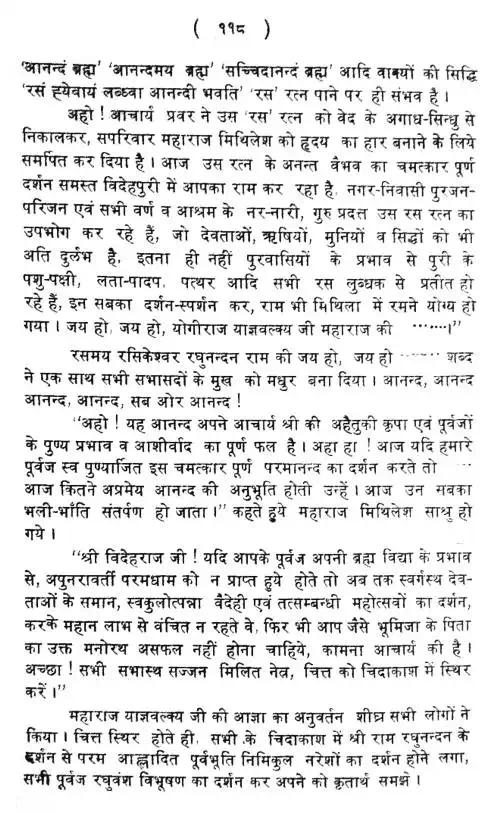 ( ११८ )
'आनन्दं ब्रह्म' 'आनन्दमय ब्रह्म' 'सच्चिदानन्दं ब्रह्म' आदि वाक्यों की सिद्धि
'रसं ह्येबायं लब्ध्वा आनन्दी भवति' 'रस' रत्न पाने पर ही संभव है।
अहो ! आचार्य प्रवर ने उस 'रस' रत्न को वेद के अगाध-सिन्धु से
निकालकर, सपरिवार महाराज मिथिलेश को हृदय का हार बनाने के लिये
समर्पित कर दिया है। आज उस रत्न के अनन्त वैभव का चमत्कार पूर्ण
दर्शन समस्त विदेहपुरी में आपका राम कर रहा है, नगर-निवासी पुरजन-
परिजन एवं सभी वर्ण व आश्रम के नर-नारी, गुरु प्रदत्त उस रस रत्न का
उपभोग कर रहे हैं, जो देवताओं, ऋषियों, मुनियों व सिद्धों को भी
अति दुर्लभ है, इतना ही नहीं पुरवासियों के प्रभाव से पुरी के
पशु-पक्षी, लता-पादप, पत्थर आदि सभी रस लुब्धक से प्रतीत हो
रहे हैं, इन सबका दर्शन-स्पर्शन कर, राम भी मिथिला में रमने योग्य हो
गया। जय हो, जय हो, योगीराज याज्ञवल्क्य जी महाराज की ······।"
रसमय रसिकेश्वर रघुनन्दन राम की जय हो, जय हो ······ शब्द
ने एक साथ सभी सभासदों के मुख को मधुर बना दिया। आनन्द, आनन्द
आनन्द, आनन्द, सब ओर आनन्द !
"अहो ! यह आनन्द अपने आचार्य श्री की अहैतुकी कृपा एवं पूर्वजों
के पुण्य प्रभाव व आशीर्वाद का पूर्ण फल है। अहा हा ! आज यदि हमारे
पूर्वज स्व पुण्यार्जित इस चमत्कार पूर्ण परमानन्द का दर्शन करते तो ···
आज कितने अप्रमेय आनन्द की अनुभूति होती उन्हें। आज उन सबका
भली-भाँति संतर्पण हो जाता।" कहते हुये महाराज मिथिलेश साश्रु हो
गये।
"श्री विदेहराज जी ! यदि आपके पूर्वज अपनी ब्रह्म विद्या के प्रभाव
से, अपुनरावर्ती परमधाम को न प्राप्त हुये होते तो अब तक स्वर्गस्थ देव-
ताओं के समान, स्वकुलोत्पन्ना वैदेही एवं तत्सम्बन्धी महोत्सवों का दर्शन,
करके महान लाभ से वंचित न रहते वे, फिर भी आप जैसे भूमिजा के पिता
का उक्त मनोरथ असफल नहीं होना चाहिये, कामना आचार्य की है।
अच्छा ! सभी सभास्थ सज्जन मिलित नेत्र, चित्त को चिदाकाश में स्थिर
करें।"
महाराज याज्ञवल्क्य जी की आज्ञा का अनुवर्तन शीघ्र सभी लोगों ने
किया। चित्त स्थिर होते ही, सभी के चिदाकाश में श्री राम रघुनन्दन के
दर्शन से परम आह्लादित पूर्वभूति निमिकुल नरेशों का दर्शन होने लगा,
सभी पूर्वज रघुवंश विभूषण का दर्शन कर अपने को कृतार्थ समझे।